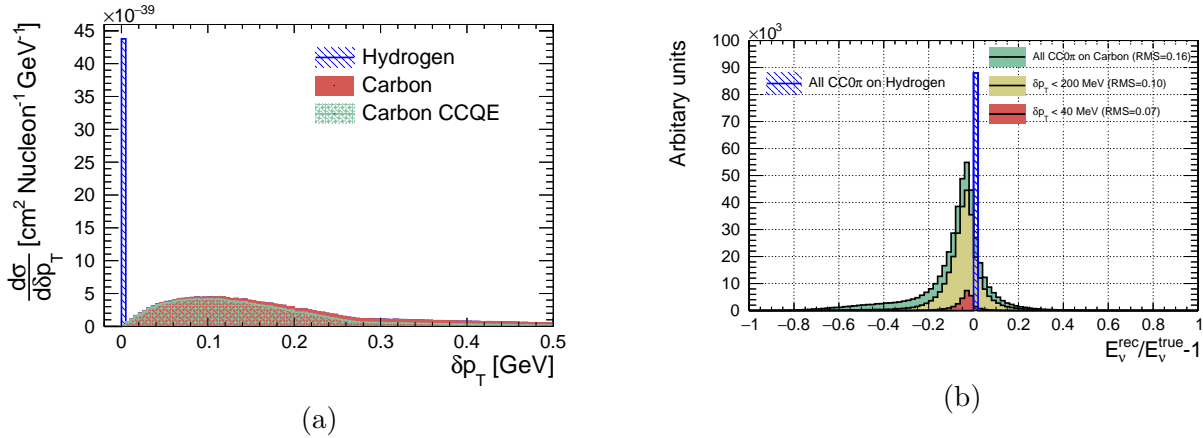 ×10⁻³⁹
dσ/dδp_T [cm² Nucleon⁻¹ GeV⁻¹]
45
40
35
30
25
20
15
10
5
0
Hydrogen
Carbon
Carbon CCQE
0 0.1 0.2 0.3 0.4 0.5
δp_T [GeV]
(a)
×10³
Arbitary units
100
90
80
70
60
50
40
30
20
10
0
All CC0π on Hydrogen
All CC0π on Carbon (RMS=0.16)
δp_T < 200 MeV (RMS=0.10)
δp_T < 40 MeV (RMS=0.07)
−1 −0.8 −0.6 −0.4 −0.2 0 0.2 0.4 0.6 0.8 1
E_ν^rec/E_ν^true-1
(b)